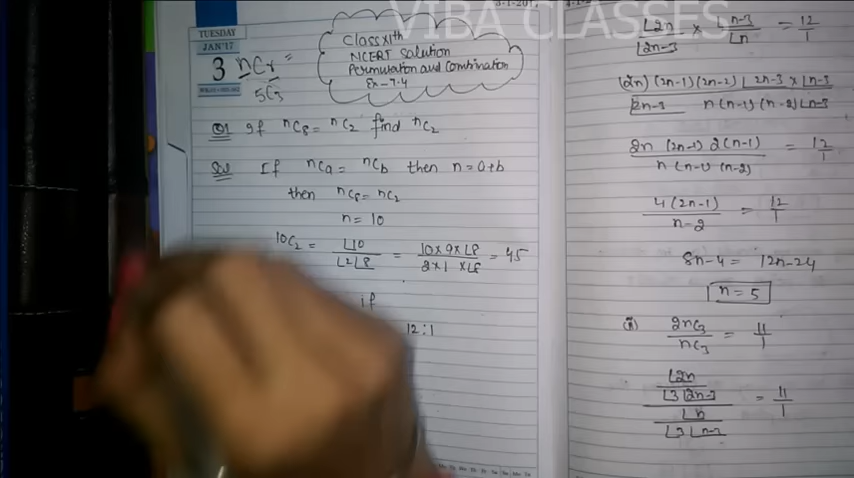 VIBA CLASSES
TUESDAY
JAN'17
3 nCr =
5C3
Class XIth
NCERT solution
Permutation and Combination
Ex-7.4
Q1 If ⁿC₈ = ⁿC₂ find ⁿC₂
Sol If ⁿCa = ⁿCb then n = a+b
then ⁿC₈ = ⁿC₂
n = 10
10C2 = ⌊10 / ⌊2 ⌊8 = 10×9×⌊8 / 2×1×⌊8 = 45
if
12:1
⌊2n / ⌊2n-3 × ⌊n-3 / ⌊n = 12/1
(2n)(2n-1)(2n-2)⌊2n-3 × ⌊n-3
⌊2n-3 n(n-1)(n-2)⌊n-3
2n (2n-1) 2(n-1) / n(n-1)(n-2) = 12/1
4(2n-1) / n-2 = 12/1
8n-4 = 12n-24
n = 5
(ii) 2nC3 / nC3 = 11/1
⌊2n
⌊3 ⌊2n-3 = 11/1
⌊n
⌊3 ⌊n-3